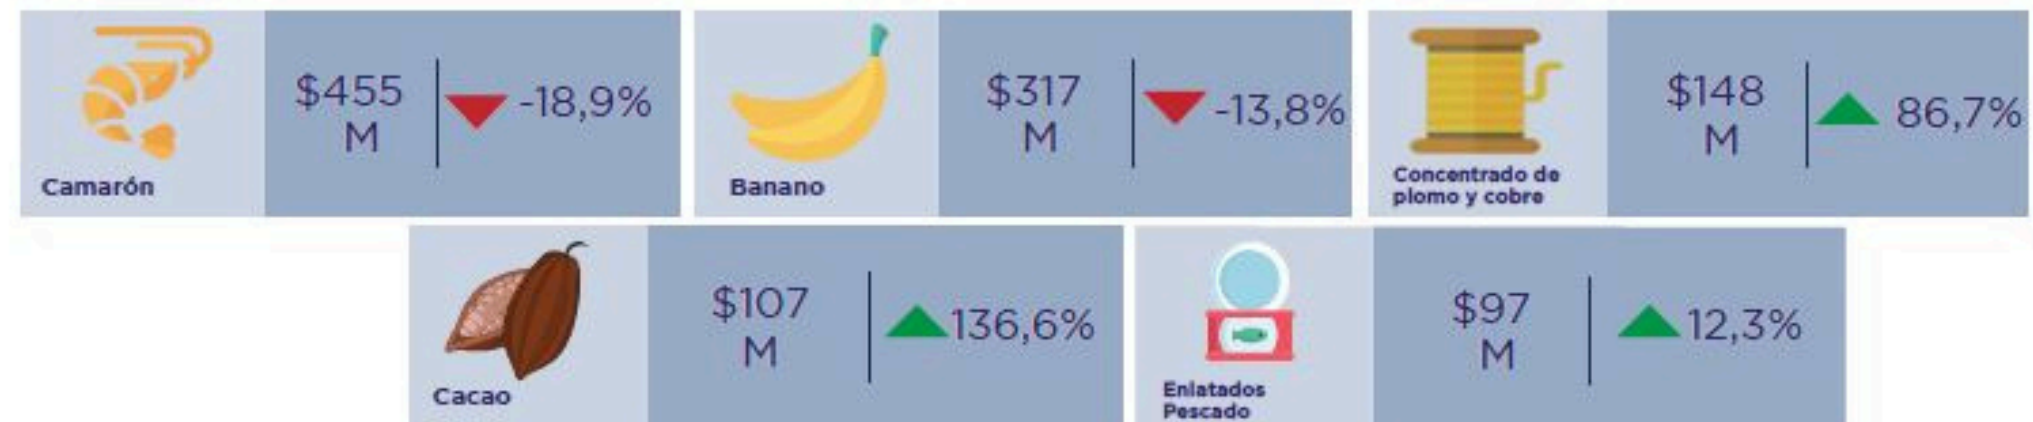 $455
M
-18,9%
Camarón
$317
M
-13,8%
Banano
$148
M
86,7%
Concentrado de
plomo y cobre
$107
M
136,6%
Cacao
$97
M
12,3%
Enlatados
Pescado